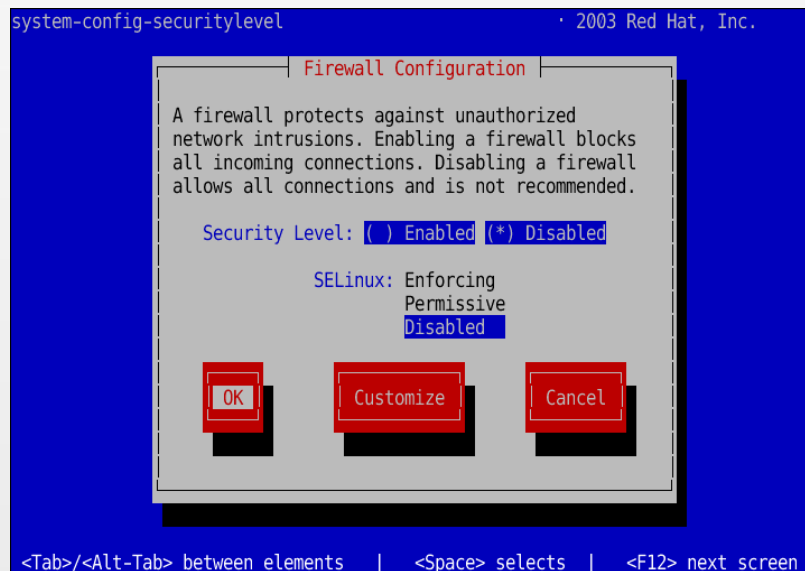 system-config-securitylevel · 2003 Red Hat, Inc.
Firewall Configuration
A firewall protects against unauthorized
network intrusions. Enabling a firewall blocks
all incoming connections. Disabling a firewall
allows all connections and is not recommended.
Security Level: ( ) Enabled (*) Disabled
SELinux: Enforcing
Permissive
Disabled
OK Customize Cancel
<Tab>/<Alt-Tab> between elements | <Space> selects | <F12> next screen